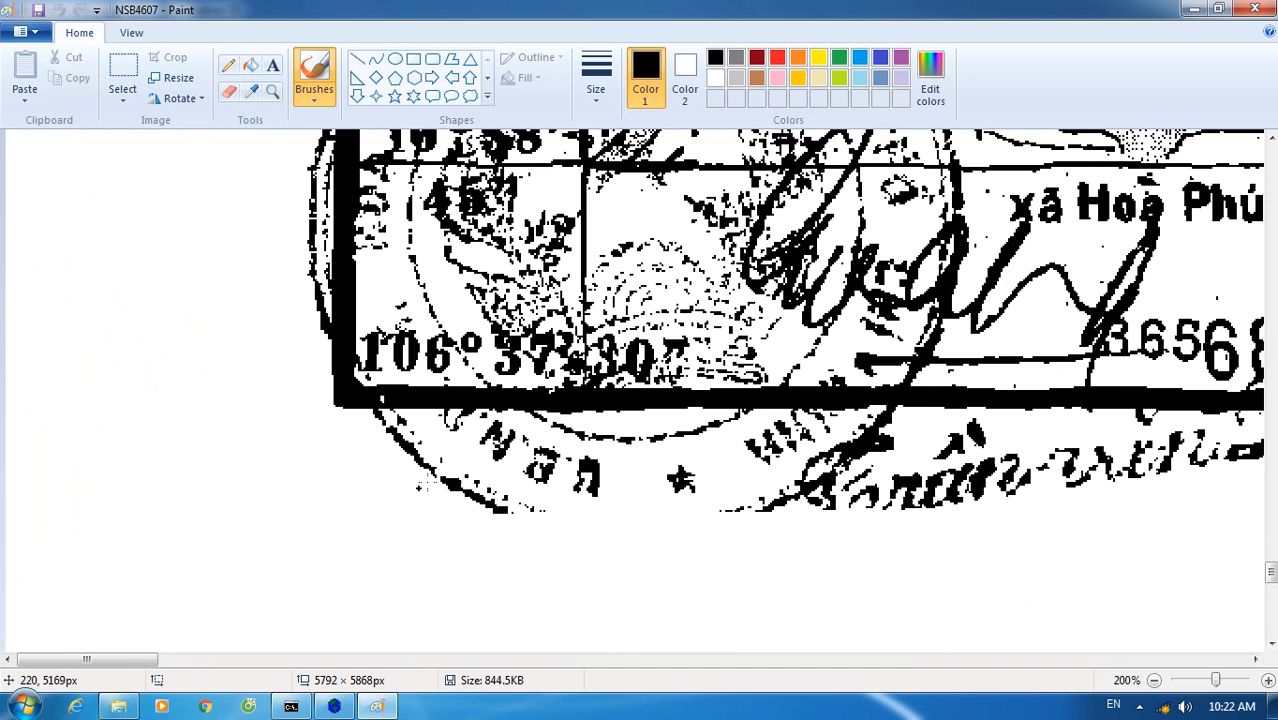 NSB4607 - Paint
Home
View
Paste
Cut
Copy
Clipboard
Select
Crop
Resize
Rotate
Image
Tools
Brushes
Outline
Fill
Shapes
Size
Color 1
Color 2
Edit colors
Colors
45"
xã Hoà Phú
106°37'
307
3656
220, 5169px
5792 × 5868px
Size: 844.5KB
200%
EN
10:22 AM